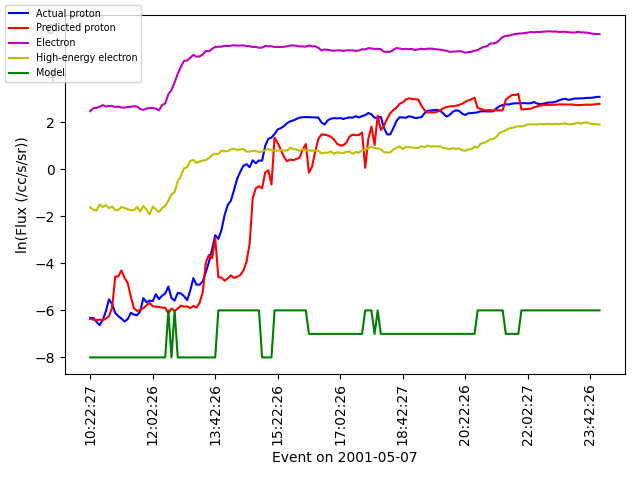 Actual proton
Predicted proton
Electron
High-energy electron
Model
2
0
−2
−4
−6
−8
ln(Flux (/cc/s/sr))
10:22:27
12:02:26
13:42:26
15:22:26
17:02:26
18:42:27
20:22:26
22:02:27
23:42:26
Event on 2001-05-07